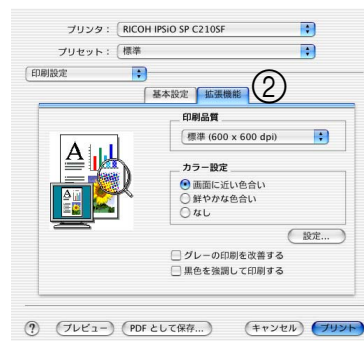 プリンタ： RICOH IPSiO SP C210SF
プリセット： 標準
印刷設定
基本設定 拡張機能 ②
印刷品質
標準 (600 x 600 dpi)
A
カラー設定
画面に近い色合い
鮮やかな色合い
なし
設定...
グレーの印刷を改善する
黒色を強調して印刷する
? プレビュー PDF として保存... キャンセル プリント